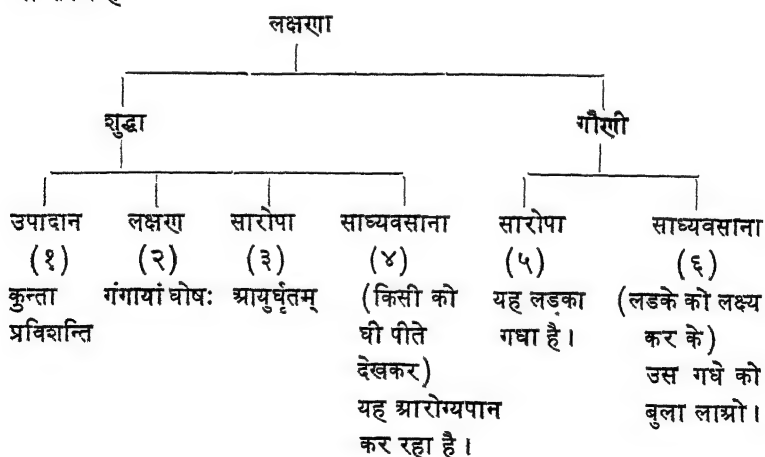 लक्षणा
शुद्धा गौणी
उपादान लक्षण सारोपा साध्यवसाना सारोपा साध्यवसाना
(१) (२) (३) (४) (५) (६)
कुन्ता गंगायां घोषः आयुर्घृतम् (किसी को यह लड़का (लडके को लक्ष्य
प्रविशन्ति घी पीते गधा है। कर के)
देखकर) उस गधे को
यह आरोग्यपान बुला लाओ।
कर रहा है।